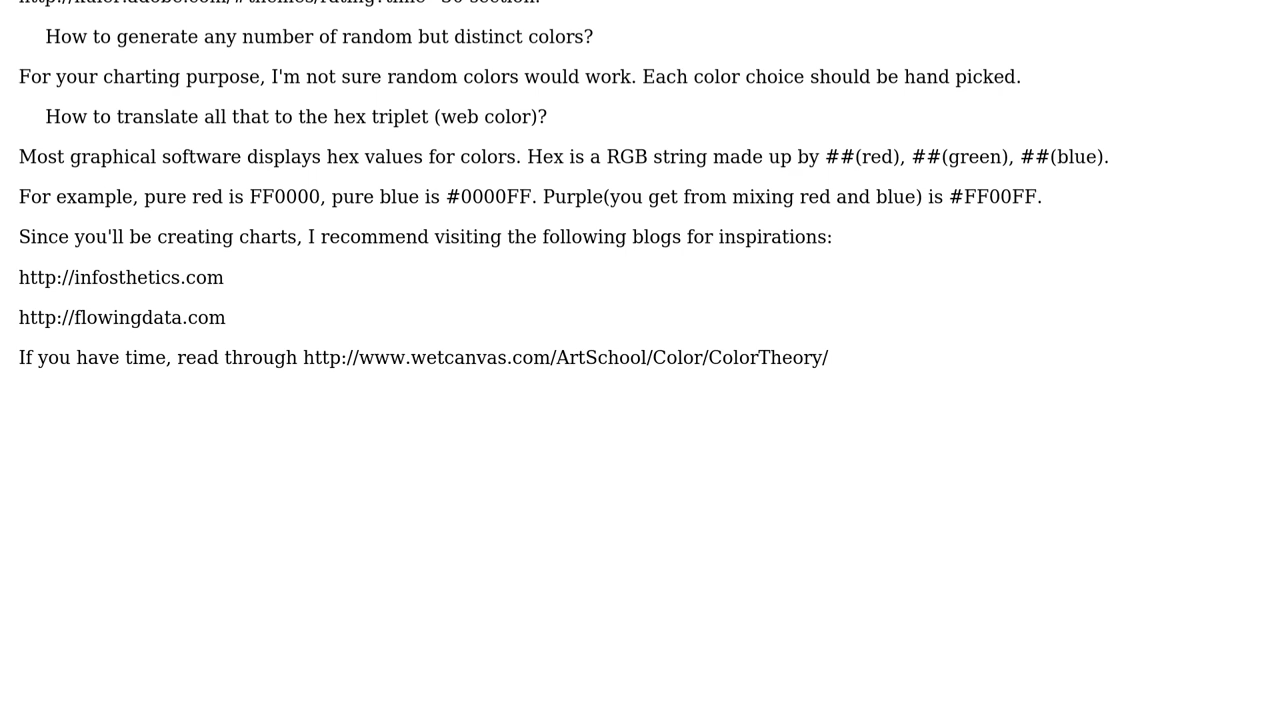 How to generate any number of random but distinct colors?
For your charting purpose, I'm not sure random colors would work. Each color choice should be hand picked.
How to translate all that to the hex triplet (web color)?
Most graphical software displays hex values for colors. Hex is a RGB string made up by ##(red), ##(green), ##(blue).
For example, pure red is FF0000, pure blue is #0000FF. Purple(you get from mixing red and blue) is #FF00FF.
Since you'll be creating charts, I recommend visiting the following blogs for inspirations:
http://infosthetics.com
http://flowingdata.com
If you have time, read through http://www.wetcanvas.com/ArtSchool/Color/ColorTheory/